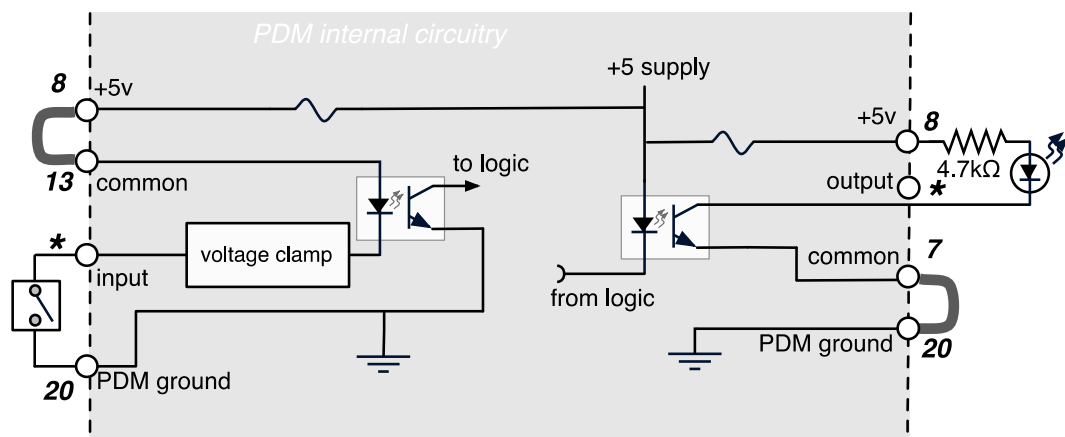 PDM internal circuitry
+5 supply
8
+5v
13
common
to logic
*
input
voltage clamp
20
PDM ground
from logic
+5v
8
4.7kΩ
output
*
common
7
PDM ground
20